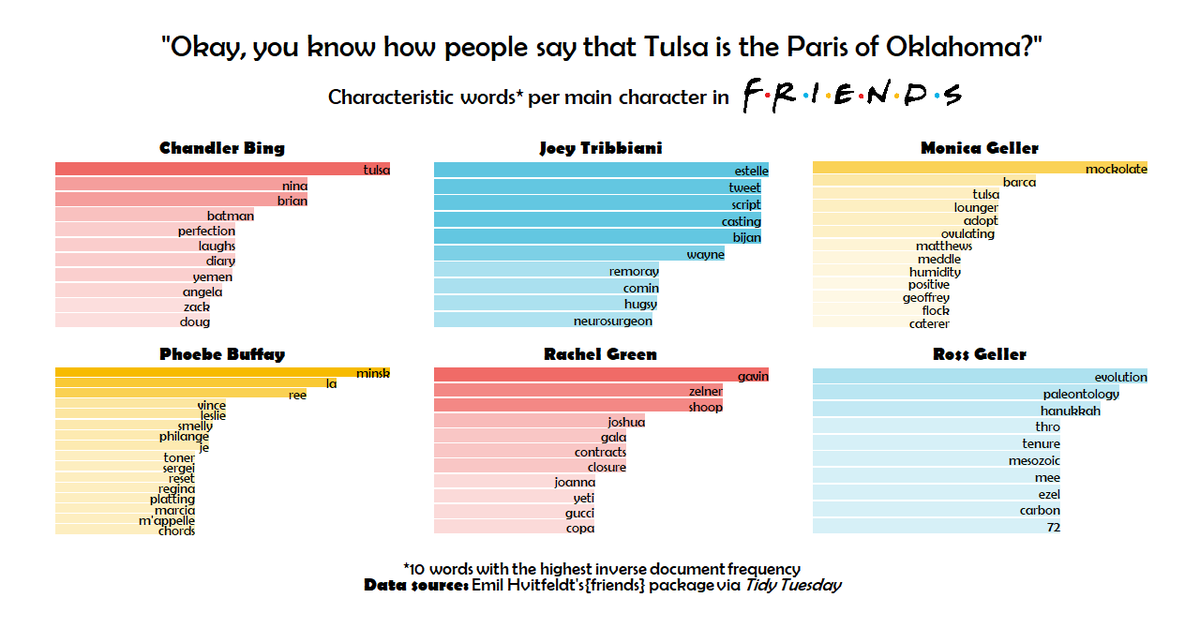 "Okay, you know how people say that Tulsa is the Paris of Oklahoma?"
Characteristic words* per main character in F·R·I·E·N·D·S
Chandler Bing
tulsa
nina
brian
batman
perfection
laughs
diary
yemen
angela
zack
doug
Joey Tribbiani
estelle
tweet
script
casting
bijan
wayne
remoray
comin
hugsy
neurosurgeon
Monica Geller
mockolate
barca
tulsa
lounger
adopt
ovulating
matthews
meddle
humidity
positive
geoffrey
flock
caterer
Phoebe Buffay
minsk
la
ree
vince
leslie
smelly
philange
je
toner
sergei
reset
regina
platting
marcia
m'appelle
chords
Rachel Green
gavin
zelner
shoop
joshua
gala
contracts
closure
joanna
yeti
gucci
copa
Ross Geller
evolution
paleontology
hanukkah
thro
tenure
mesozoic
mee
ezel
carbon
72
*10 words with the highest inverse document frequency
Data source: Emil Hvitfeldt's{friends} package via Tidy Tuesday